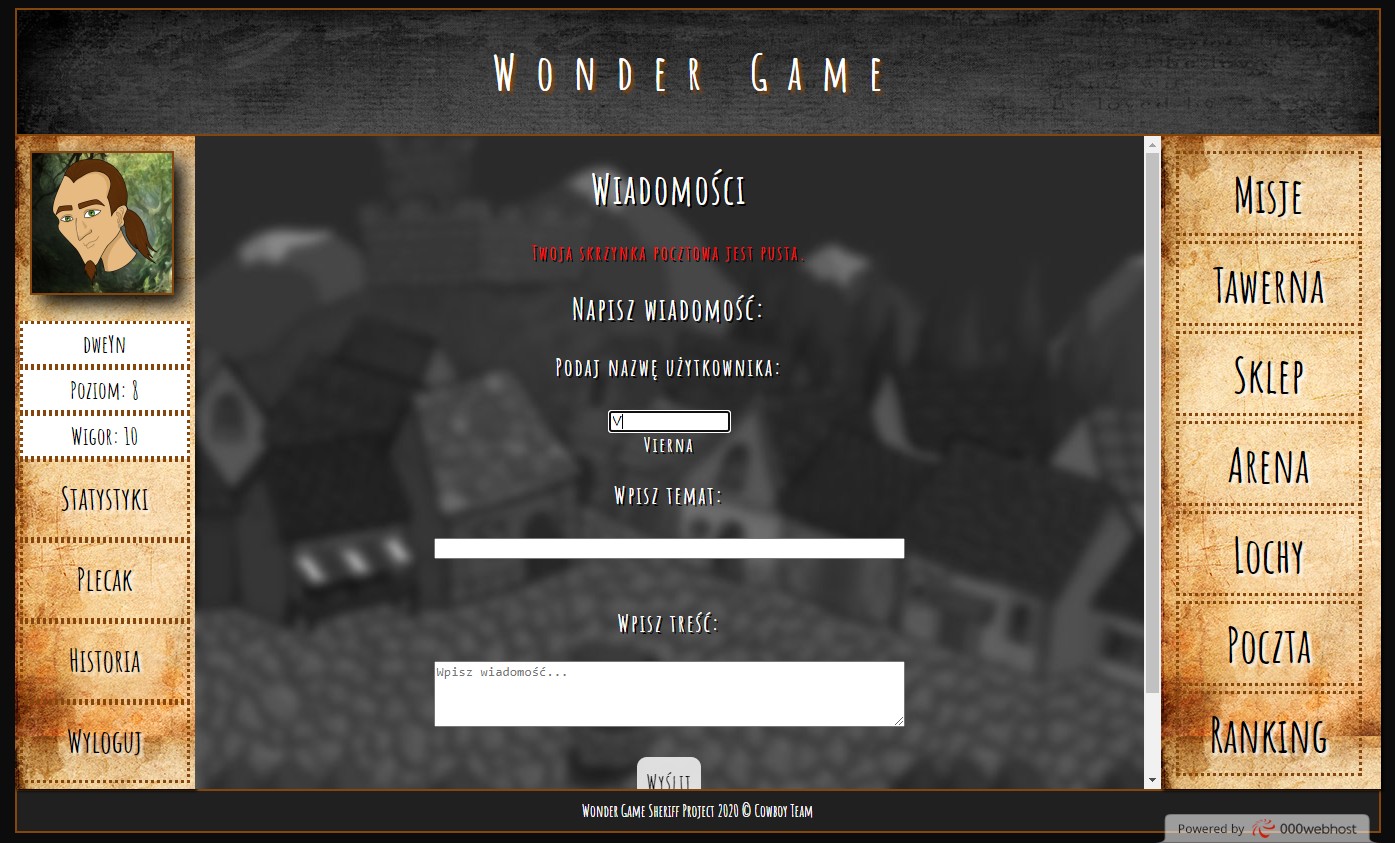 Wonder Game
dweYn
Poziom: 8
Wigor: 10
Statystyki
Plecak
Historia
Wyloguj
Wiadomości
Twoja skrzynka pocztowa jest pusta.
Napisz wiadomość:
Podaj nazwę użytkownika:
V
Vierna
Wpisz temat:
Wpisz treść:
Wpisz wiadomość...
Wyślij
Misje
Tawerna
Sklep
Arena
Lochy
Poczta
Ranking
Wonder Game Sheriff Project 2020 © Cowboy Team
Powered by 000webhost